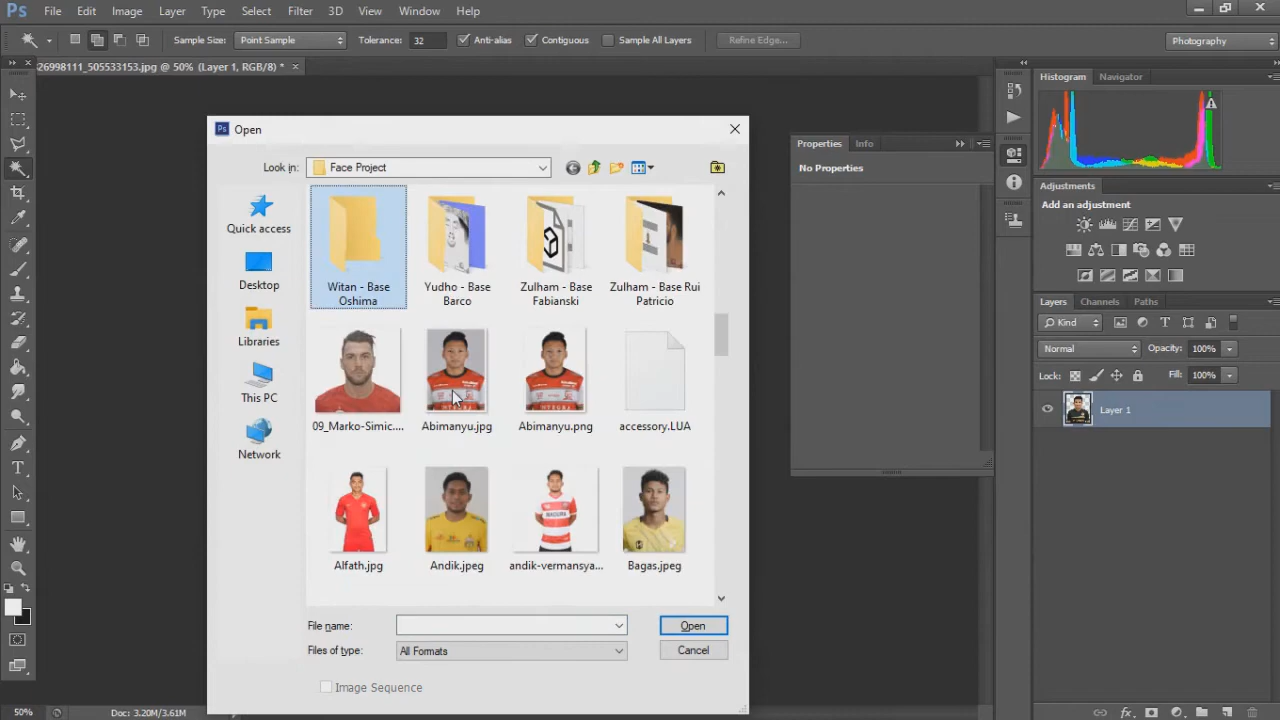 Ps File Edit Image Layer Type Select Filter 3D View Window Help
Sample Size: Point Sample Tolerance: 32 Anti-alias Contiguous Sample All Layers Refine Edge... Photography
26998111_505533153.jpg @ 50% (Layer 1, RGB/8) *
Histogram Navigator
Open
Look in: Face Project
Quick access
Desktop
Libraries
This PC
Network
Witan - Base Oshima
Yudho - Base Barco
Zulham - Base Fabianski
Zulham - Base Rui Patricio
09_Marko-Simic....
Abimanyu.jpg
Abimanyu.png
accessory.LUA
Alfath.jpg
Andik.jpeg
andik-vermansya...
Bagas.jpeg
File name:
Open
Files of type: All Formats
Cancel
Image Sequence
Properties Info
No Properties
Adjustments
Add an adjustment
Layers Channels Paths
Kind
Normal Opacity: 100%
Lock: Fill: 100%
Layer 1
fx
50% Doc: 3.20M/3.61M